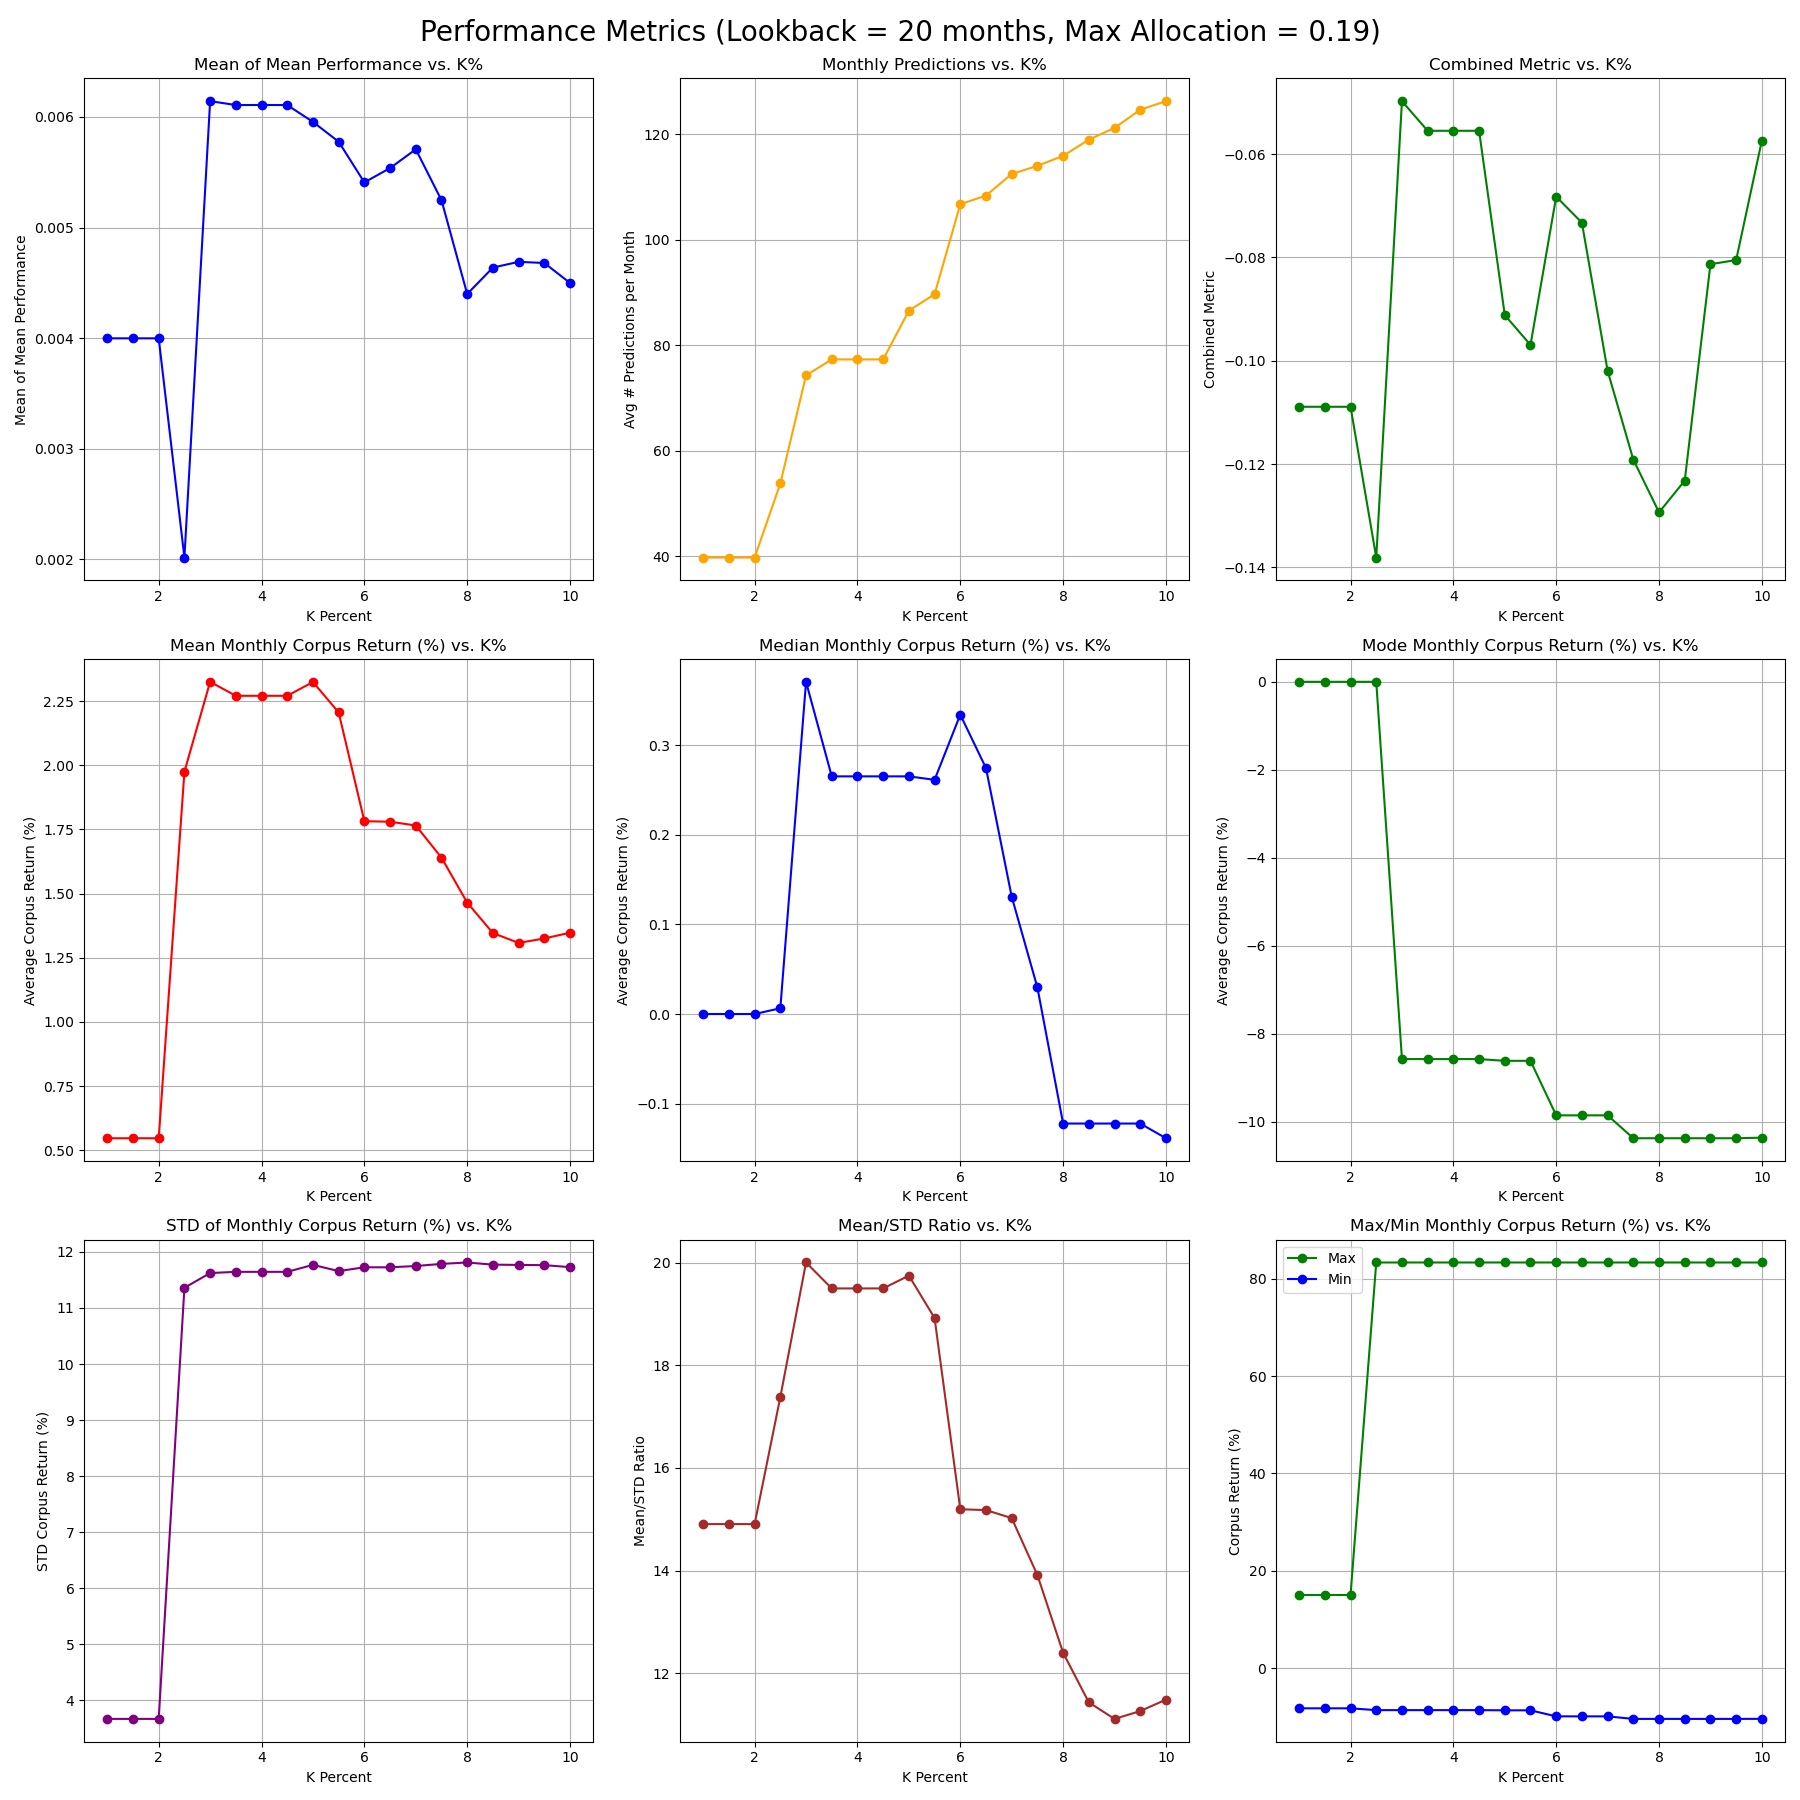 Performance Metrics (Lookback = 20 months, Max Allocation = 0.19)
Mean of Mean Performance vs. K%
Mean of Mean Performance
0.006
0.005
0.004
0.003
0.002
2 4 6 8 10
K Percent
Monthly Predictions vs. K%
Avg # Predictions per Month
120
100
80
60
40
2 4 6 8 10
K Percent
Combined Metric vs. K%
Combined Metric
−0.06
−0.08
−0.10
−0.12
−0.14
2 4 6 8 10
K Percent
Mean Monthly Corpus Return (%) vs. K%
Average Corpus Return (%)
2.25
2.00
1.75
1.50
1.25
1.00
0.75
0.50
2 4 6 8 10
K Percent
Median Monthly Corpus Return (%) vs. K%
Average Corpus Return (%)
0.3
0.2
0.1
0.0
−0.1
2 4 6 8 10
K Percent
Mode Monthly Corpus Return (%) vs. K%
Average Corpus Return (%)
0
−2
−4
−6
−8
−10
2 4 6 8 10
K Percent
STD of Monthly Corpus Return (%) vs. K%
STD Corpus Return (%)
12
11
10
9
8
7
6
5
4
2 4 6 8 10
K Percent
Mean/STD Ratio vs. K%
Mean/STD Ratio
20
18
16
14
12
2 4 6 8 10
K Percent
Max/Min Monthly Corpus Return (%) vs. K%
Corpus Return (%)
Max
Min
80
60
40
20
0
2 4 6 8 10
K Percent